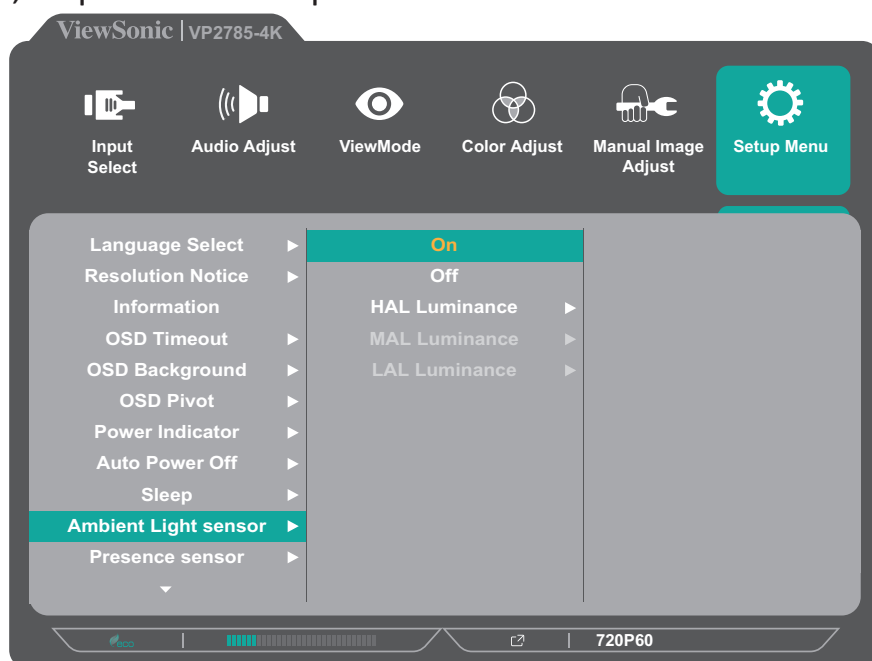 ViewSonic | VP2785-4K
Input
Select
Audio Adjust
ViewMode
Color Adjust
Manual Image
Adjust
Setup Menu
Language Select
Resolution Notice
Information
OSD Timeout
OSD Background
OSD Pivot
Power Indicator
Auto Power Off
Sleep
Ambient Light sensor
Presence sensor
On
Off
HAL Luminance
MAL Luminance
LAL Luminance
eco
720P60